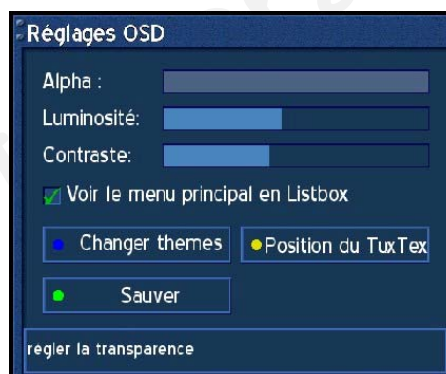 Réglages OSD
Alpha :
Luminosité:
Contraste:
Voir le menu principal en Listbox
Changer themes
Position du TuxTex
Sauver
régler la transparence